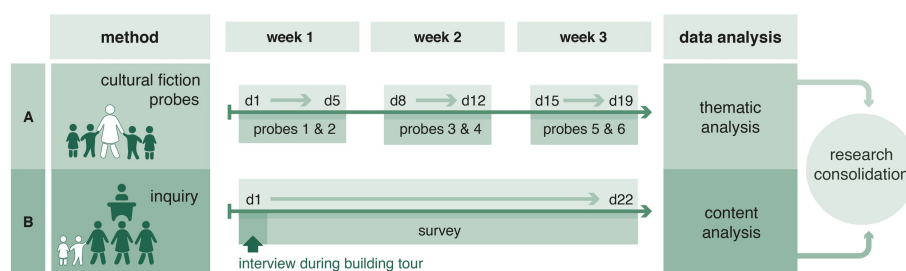 method
week 1
week 2
week 3
data analysis
A
cultural fiction
probes
d1
d5
d8
d12
d15
d19
probes 1 & 2
probes 3 & 4
probes 5 & 6
thematic
analysis
B
inquiry
d1
d22
survey
interview during building tour
content
analysis
research
consolidation